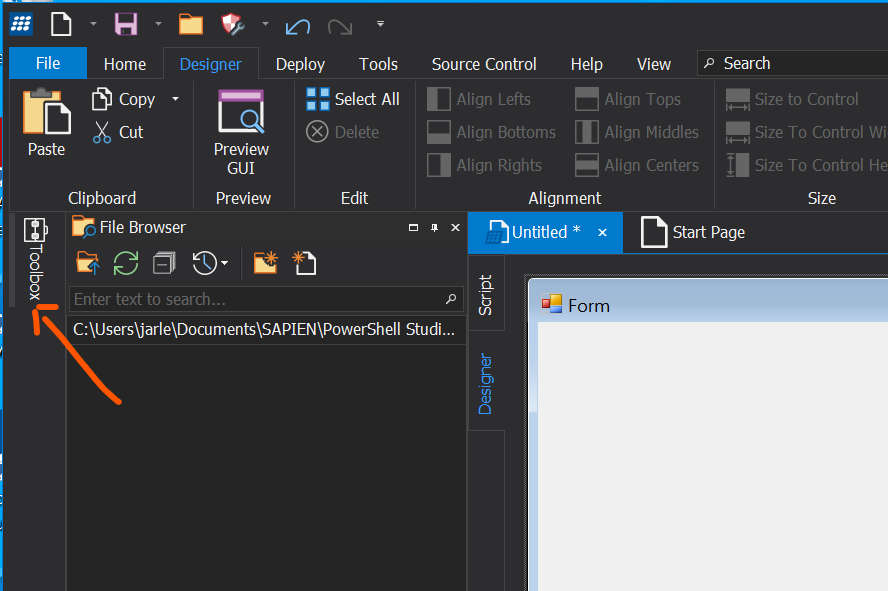 File Home Designer Deploy Tools Source Control Help View Search
Copy Select All Align Lefts Align Tops Size to Control
Cut Delete Align Bottoms Align Middles Size To Control Wi
Paste Preview GUI Align Rights Align Centers Size To Control He
Clipboard Preview Edit Alignment Size
Toolbox
File Browser
Enter text to search...
C:\Users\jarle\Documents\SAPIEN\PowerShell Studi...
Untitled * Start Page
Script
Designer
Form